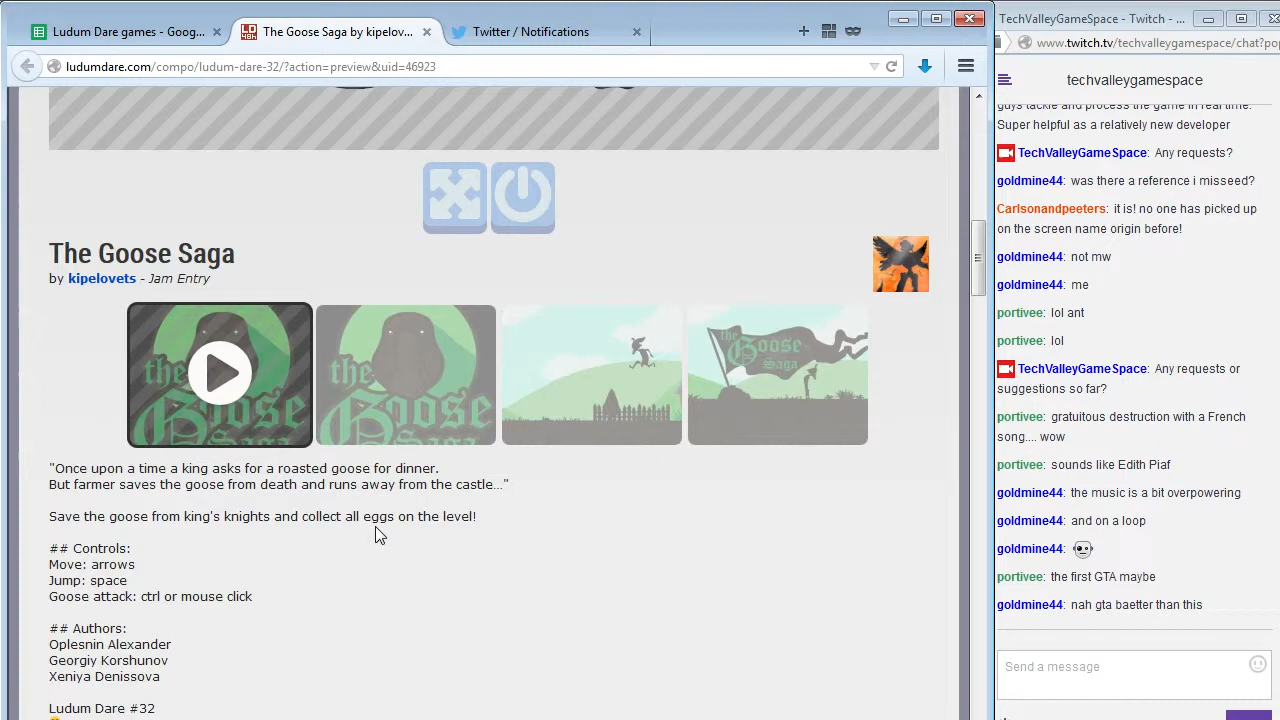 Ludum Dare games - Goog...
The Goose Saga by kipelov...
Twitter / Notifications
TechValleyGameSpace - Twitch - ...
ludumdare.com/compo/ludum-dare-32/?action=preview&uid=46923
www.twitch.tv/techvalleygamespace/chat?pop
techvalleygamespace
The Goose Saga
by kipelovets - Jam Entry
the
Goose
Saga
the
Goose
Saga
the
Goose
Saga
"Once upon a time a king asks for a roasted goose for dinner.
But farmer saves the goose from death and runs away from the castle…"
Save the goose from king's knights and collect all eggs on the level!
## Controls:
Move: arrows
Jump: space
Goose attack: ctrl or mouse click
## Authors:
Oplesnin Alexander
Georgiy Korshunov
Xeniya Denissova
Ludum Dare #32
guys tackle and process the game in real time.
Super helpful as a relatively new developer
TechValleyGameSpace: Any requests?
goldmine44: was there a reference i misseed?
Carlsonandpeeters: it is! no one has picked up
on the screen name origin before!
goldmine44: not mw
goldmine44: me
portivee: lol ant
portivee: lol
TechValleyGameSpace: Any requests or
suggestions so far?
portivee: gratuitous destruction with a French
song.... wow
portivee: sounds like Edith Piaf
goldmine44: the music is a bit overpowering
goldmine44: and on a loop
goldmine44:
portivee: the first GTA maybe
goldmine44: nah gta baetter than this
Send a message